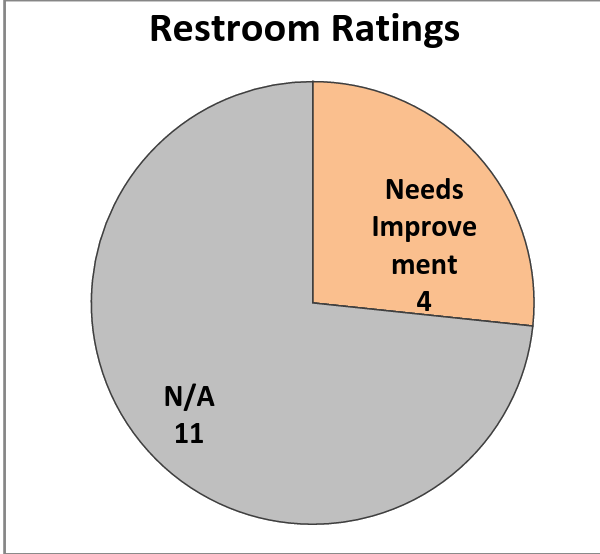 Restroom Ratings
Needs
Improve
ment
4
N/A
11